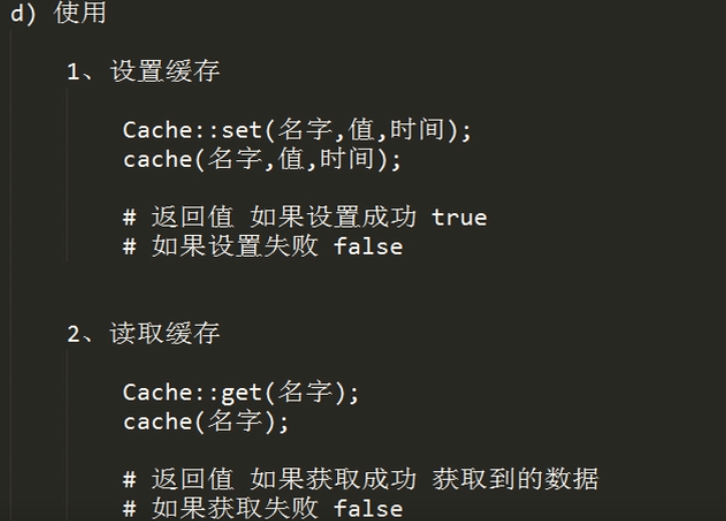 d) 使用
1、设置缓存
Cache::set(名字,值,时间);
cache(名字,值,时间);
# 返回值 如果设置成功 true
# 如果设置失败 false
2、读取缓存
Cache::get(名字);
cache(名字);
# 返回值 如果获取成功 获取到的数据
# 如果获取失败 false